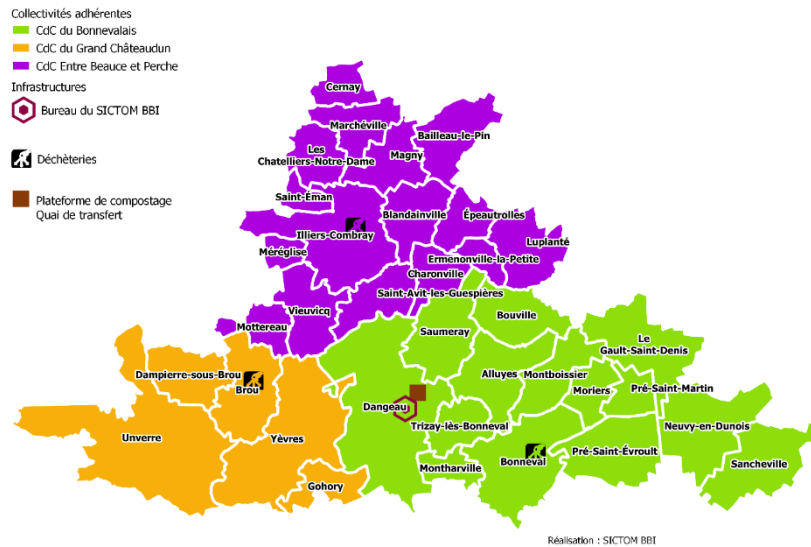 Collectivités adhérentes
CdC du Bonnevalais
CdC du Grand Châteaudun
CdC Entre Beauce et Perche
Infrastructures
Bureau du SICTOM BBI
Déchèteries
Plateforme de compostage
Quai de transfert
Cernay
Marchéville
Bailleau-le-Pin
Les
Chatelliers-Notre-Dame
Magny
Saint-Éman
Blandainville
Épeautrolles
Illiers-Combray
Luplanté
Méréglise
Ermenonville-la-Petite
Charonville
Saint-Avit-les-Guespières
Vieuvicq
Mottereau
Bouville
Saumeray
Le
Gault-Saint-Denis
Dampierre-sous-Brou
Alluyes
Montboissier
Brou
Moriers
Pré-Saint-Martin
Dangeau
Trizay-lès-Bonneval
Neuvy-en-Dunois
Unverre
Yèvres
Pré-Saint-Évroult
Bonneval
Montharville
Sancheville
Gohory
Réalisation : SICTOM BBI